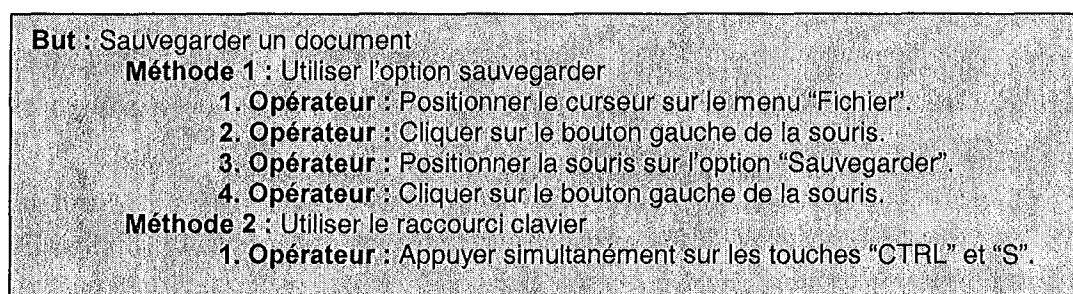 But : Sauvegarder un document
Méthode 1 : Utiliser l'option sauvegarder
1. Opérateur : Positionner le curseur sur le menu “Fichier”.
2. Opérateur : Cliquer sur le bouton gauche de la souris.
3. Opérateur : Positionner la souris sur l'option “Sauvegarder”.
4. Opérateur : Cliquer sur le bouton gauche de la souris.
Méthode 2 : Utiliser le raccourci clavier
1. Opérateur : Appuyer simultanément sur les touches “CTRL” et “S”.